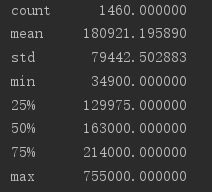 count 1460.000000
mean 180921.195890
std 79442.502883
min 34900.000000
25% 129975.000000
50% 163000.000000
75% 214000.000000
max 755000.000000